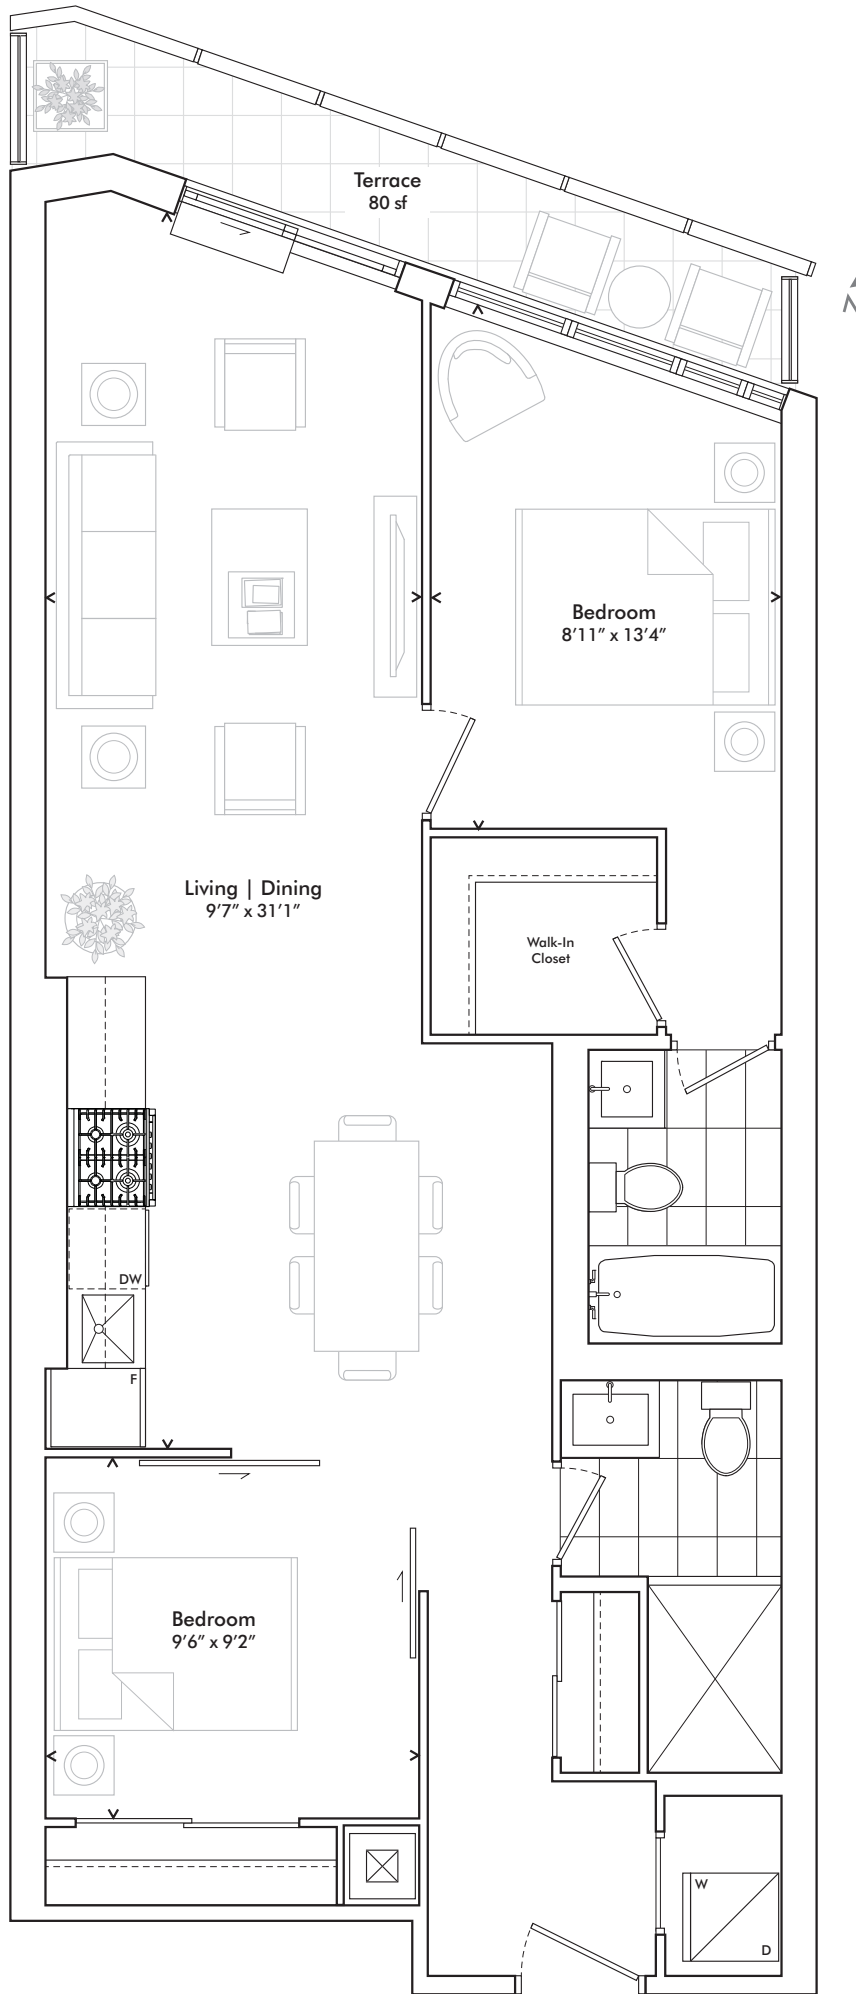 Terrace
80 sf
N
Bedroom
8'11" x 13'4"
Living | Dining
9'7" x 31'1"
Walk-In
Closet
DW
F
Bedroom
9'6" x 9'2"
W
D